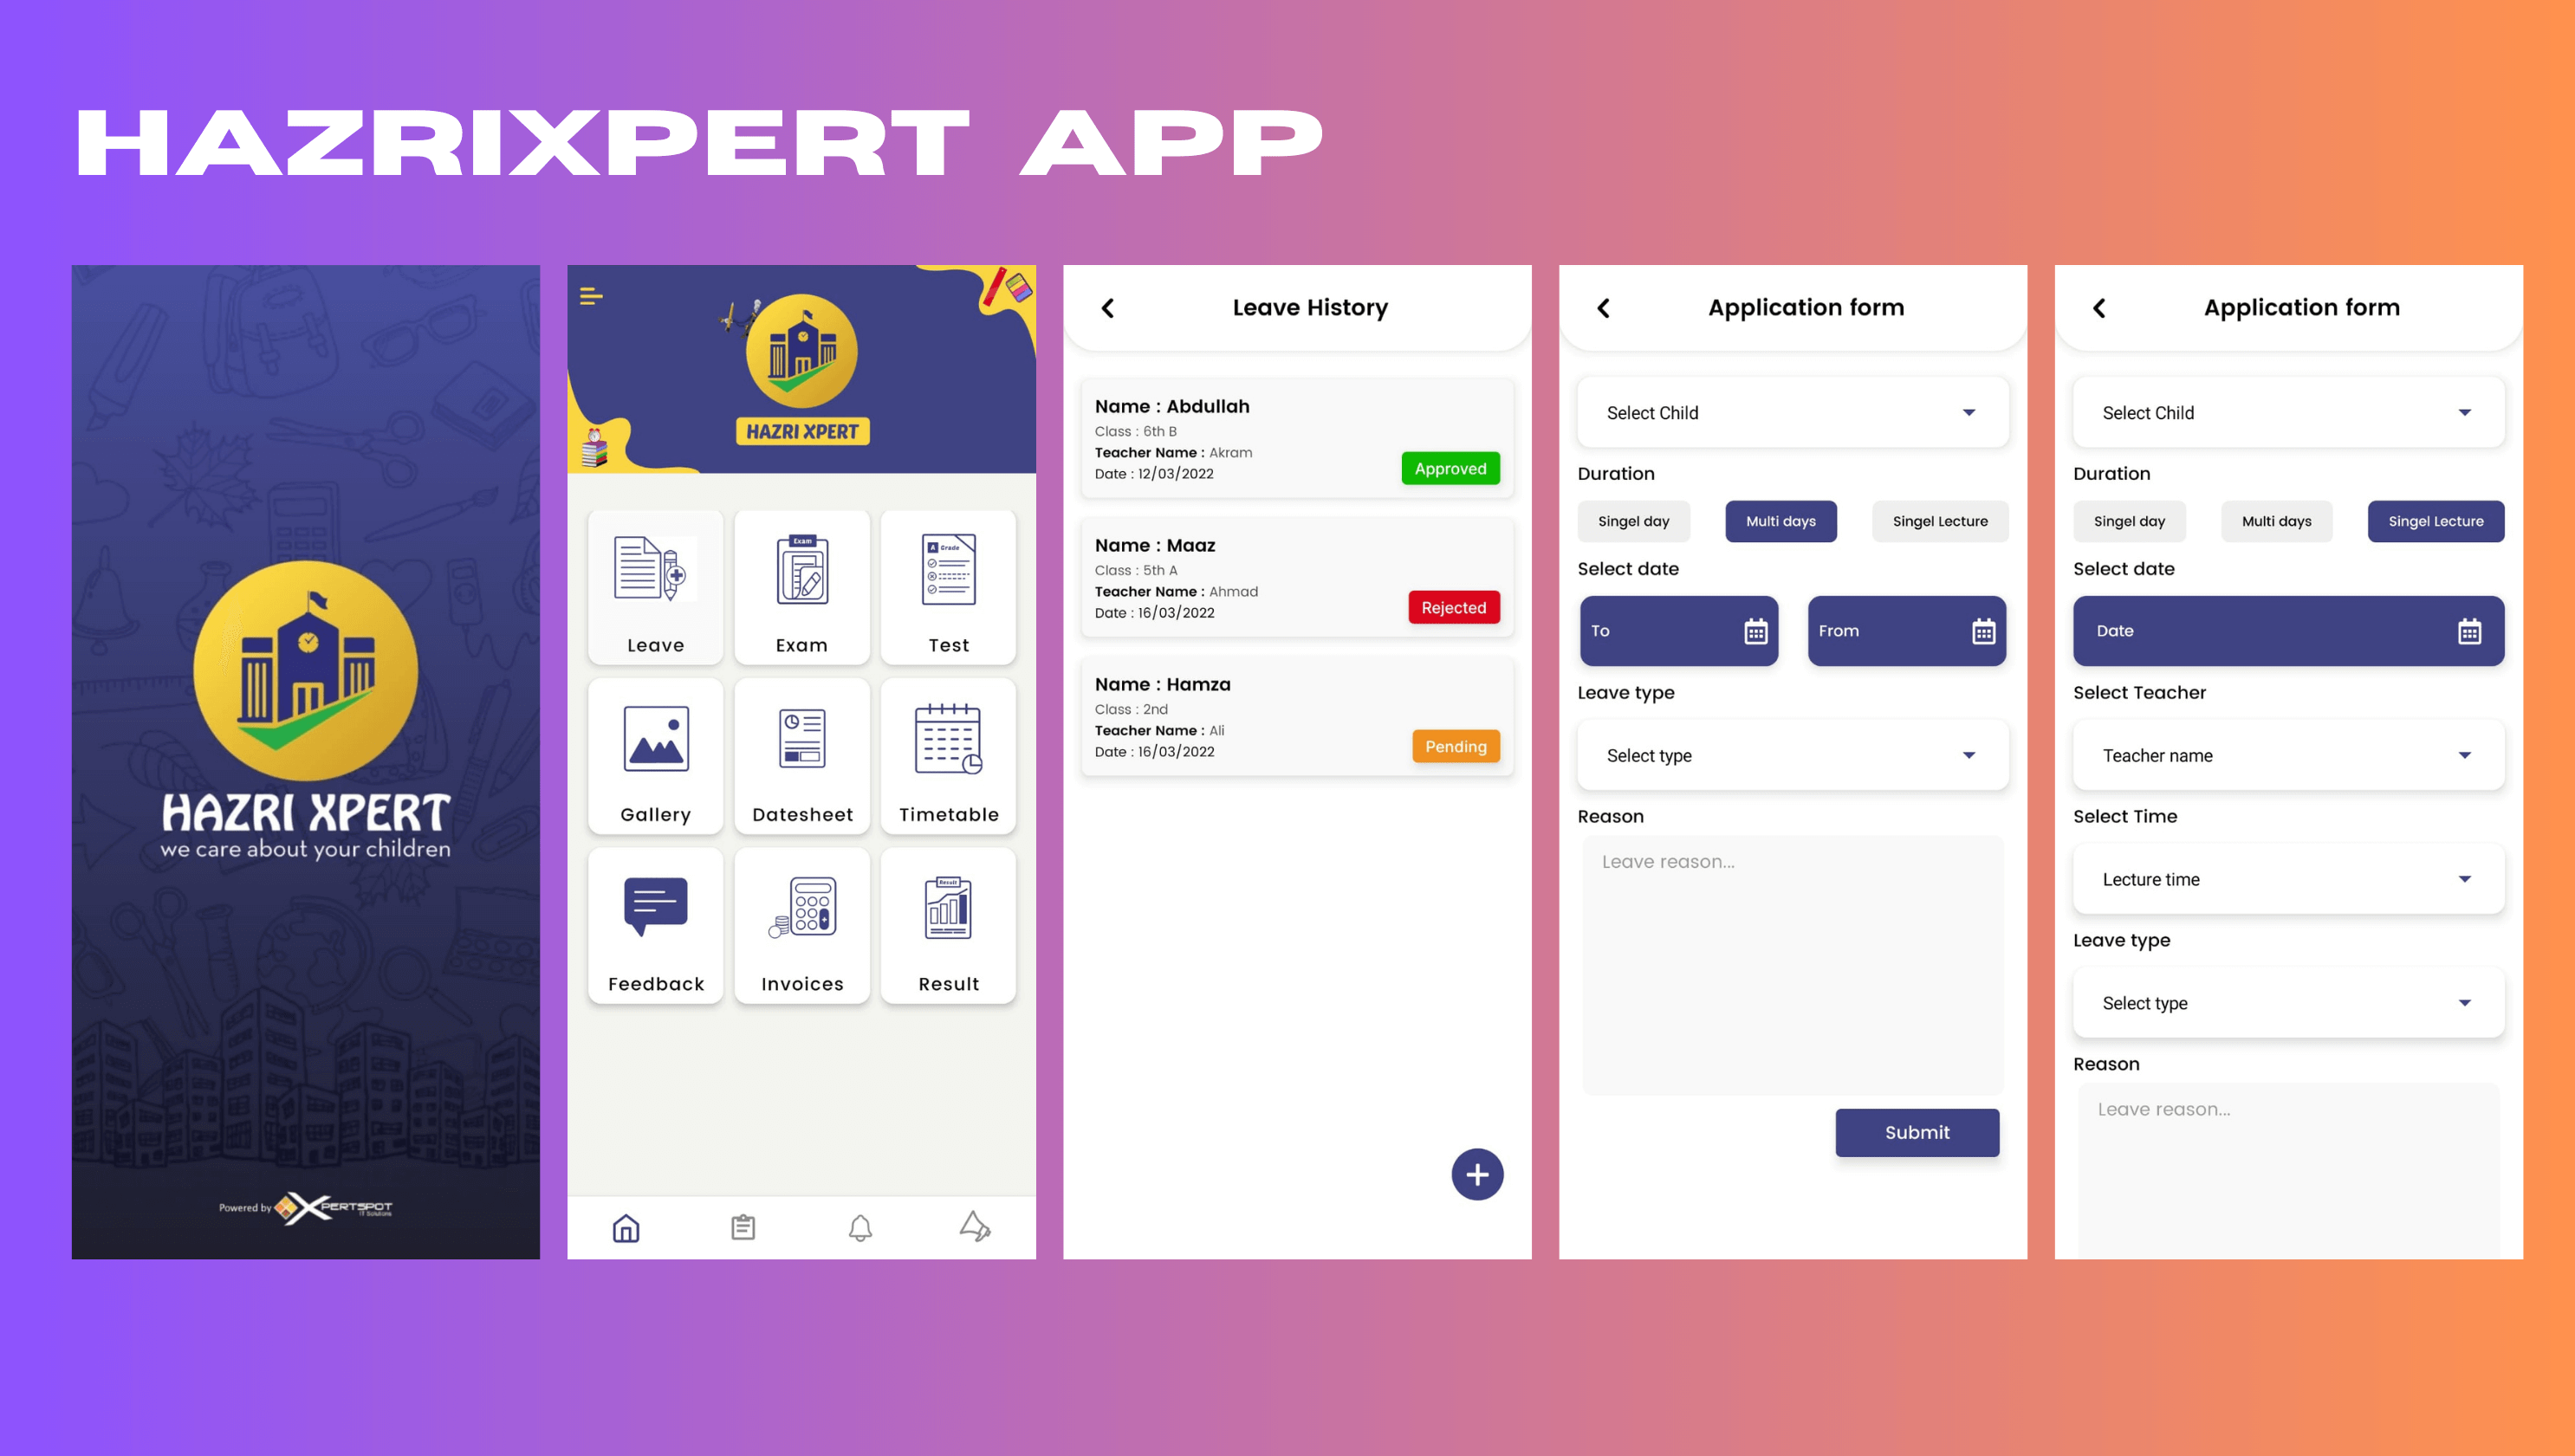 HAZRIXPERT APP
HAZRI XPERT
we care about your children
Powered by XPERTSPOT
IT Solutions
HAZRI XPERT
Exam
A Grade
Leave
Exam
Test
Gallery
Datesheet
Timetable
Result
Feedback
Invoices
Result
Leave History
Name : Abdullah
Class : 6th B
Teacher Name : Akram
Date : 12/03/2022
Approved
Name : Maaz
Class : 5th A
Teacher Name : Ahmad
Date : 16/03/2022
Rejected
Name : Hamza
Class : 2nd
Teacher Name : Ali
Date : 16/03/2022
Pending
Application form
Select Child
Duration
Singel day
Multi days
Singel Lecture
Select date
To
From
Leave type
Select type
Reason
Leave reason...
Submit
Application form
Select Child
Duration
Singel day
Multi days
Singel Lecture
Select date
Date
Select Teacher
Teacher name
Select Time
Lecture time
Leave type
Select type
Reason
Leave reason...